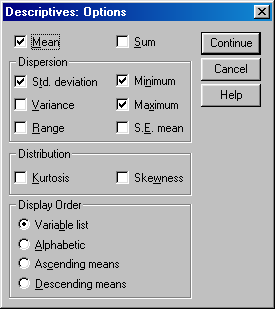 Descriptives: Options
Mean Sum Continue
Dispersion Cancel
Std. deviation Minimum
Variance Maximum Help
Range S.E. mean
Distribution
Kurtosis Skewness
Display Order
Variable list
Alphabetic
Ascending means
Descending means